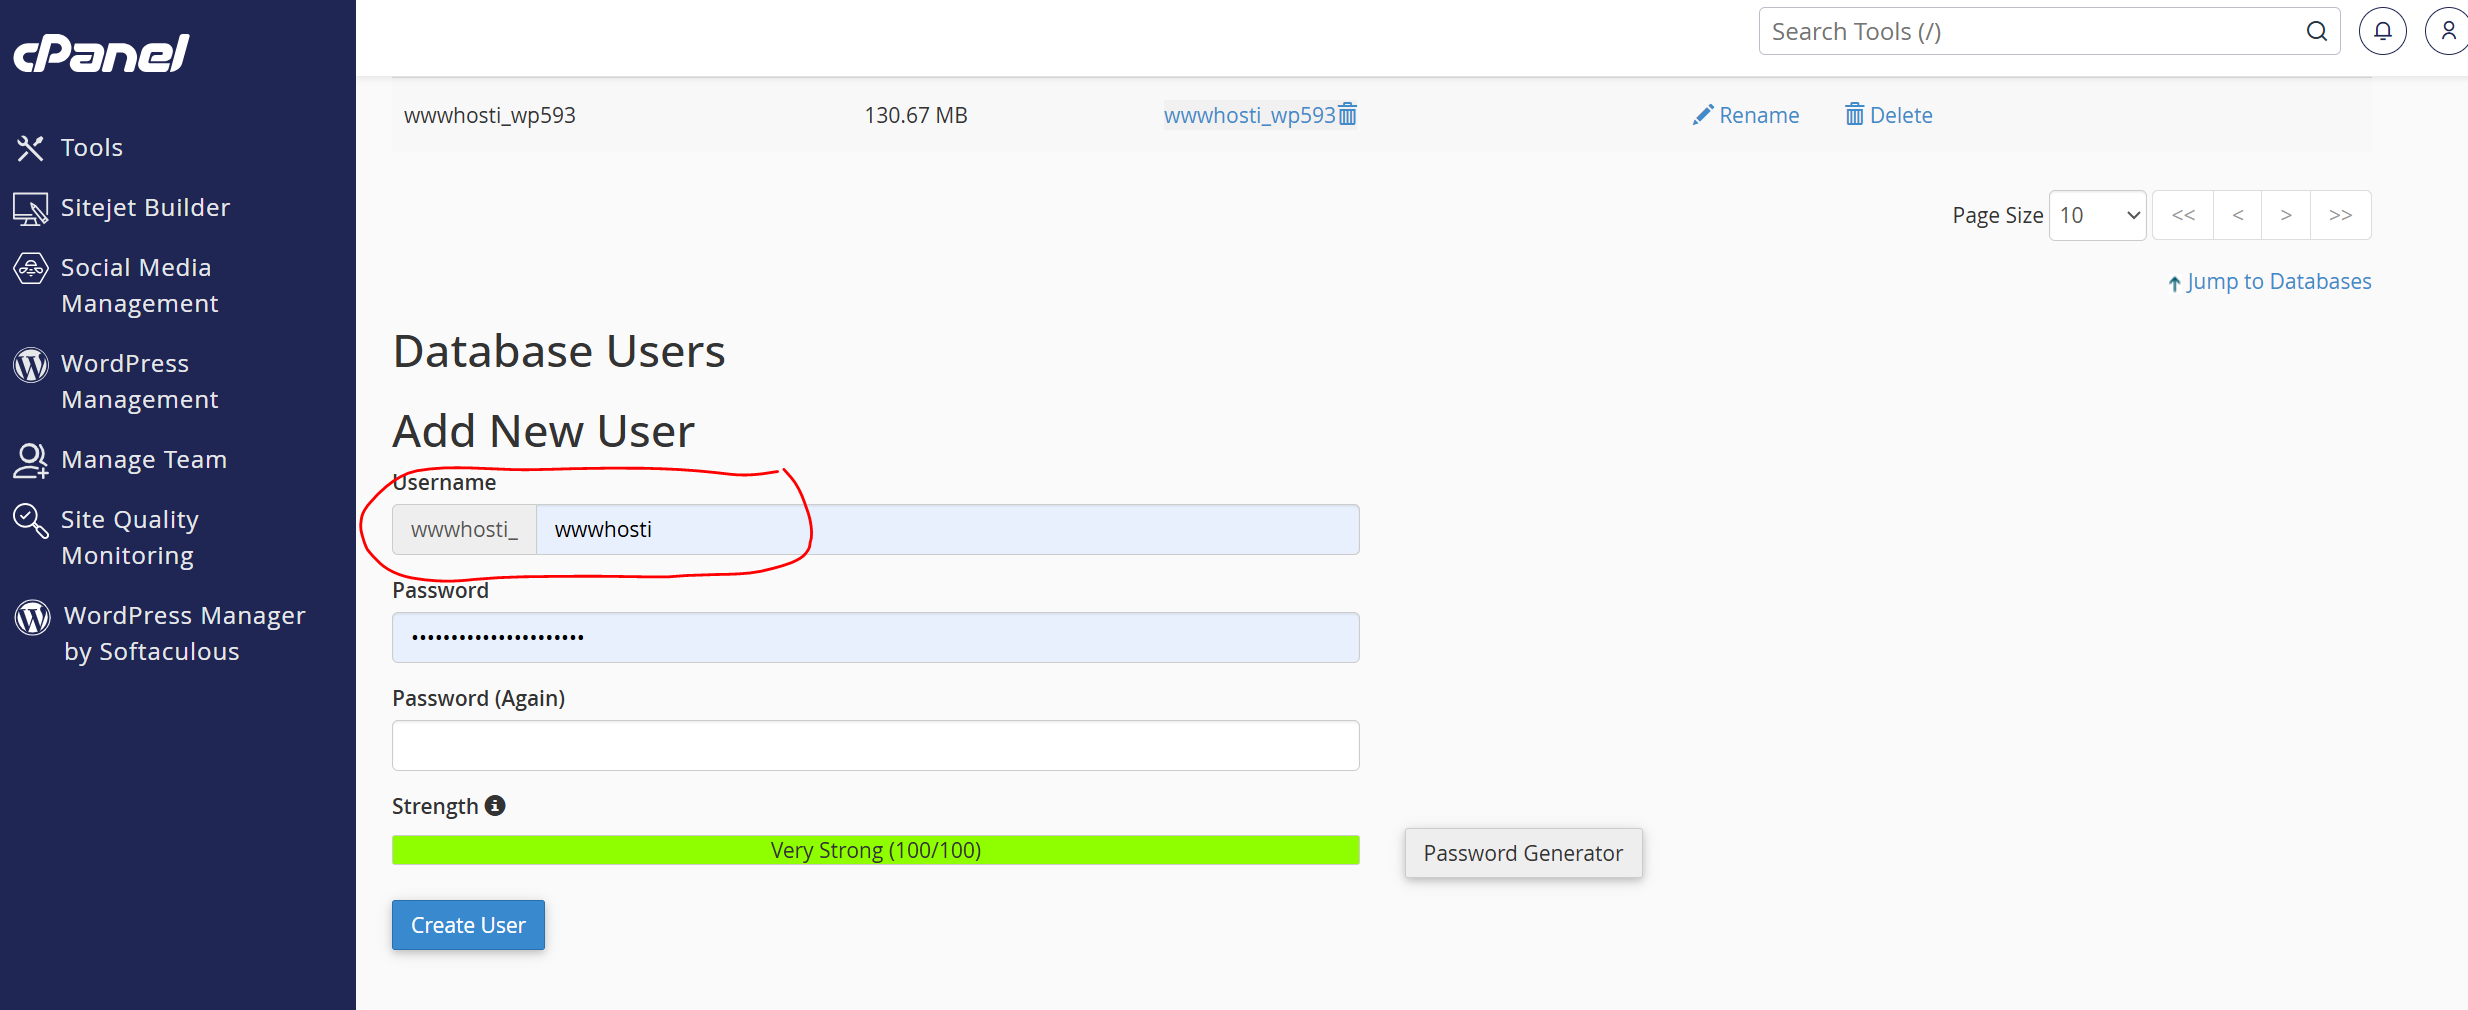 cPanel
Search Tools (/)
Tools
Sitejet Builder
Social Media
Management
WordPress
Management
Manage Team
Site Quality
Monitoring
WordPress Manager
by Softaculous
wwwhosti_wp593 130.67 MB wwwhosti_wp593 Rename Delete
Page Size 10 << < > >>
Jump to Databases
Database Users
Add New User
Username
wwwhosti_ wwwhosti
Password
••••••••••••••••••••••
Password (Again)
Strength
Very Strong (100/100)
Password Generator
Create User